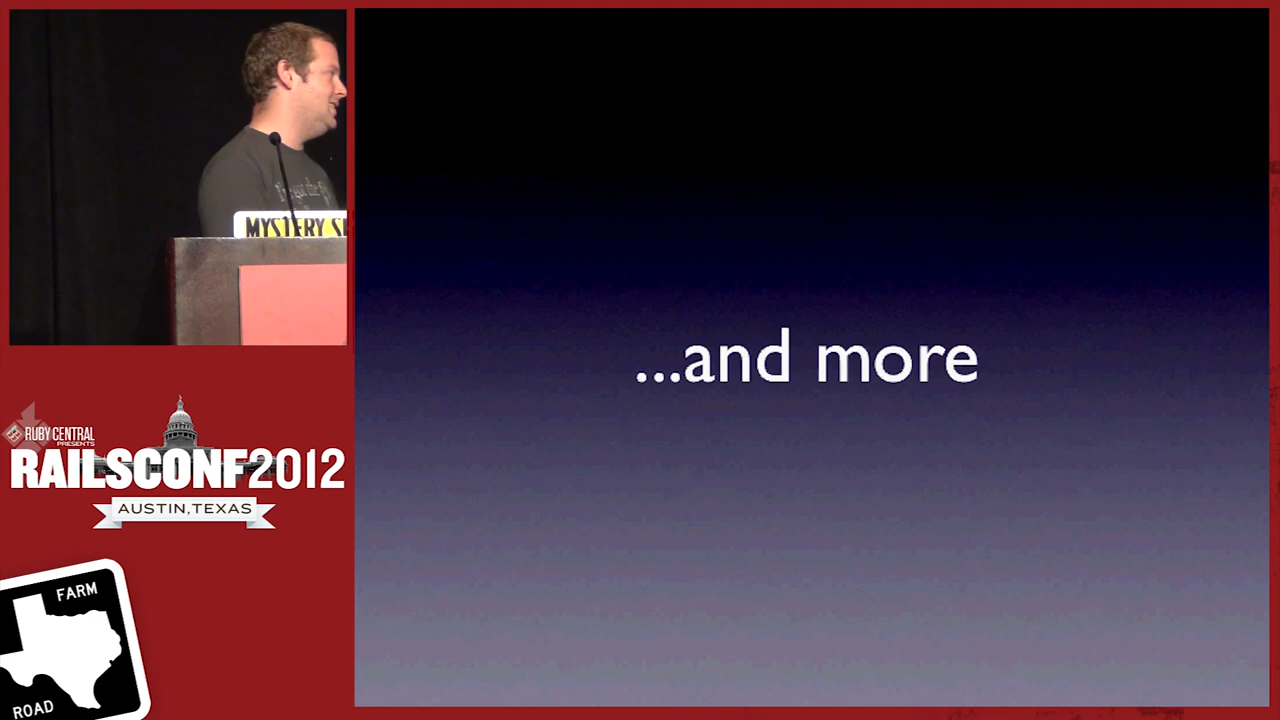 MYSTERY
...and more
RUBY CENTRAL
PRESENTS
RAILSCONF2012
AUSTIN, TEXAS
FARM
ROAD